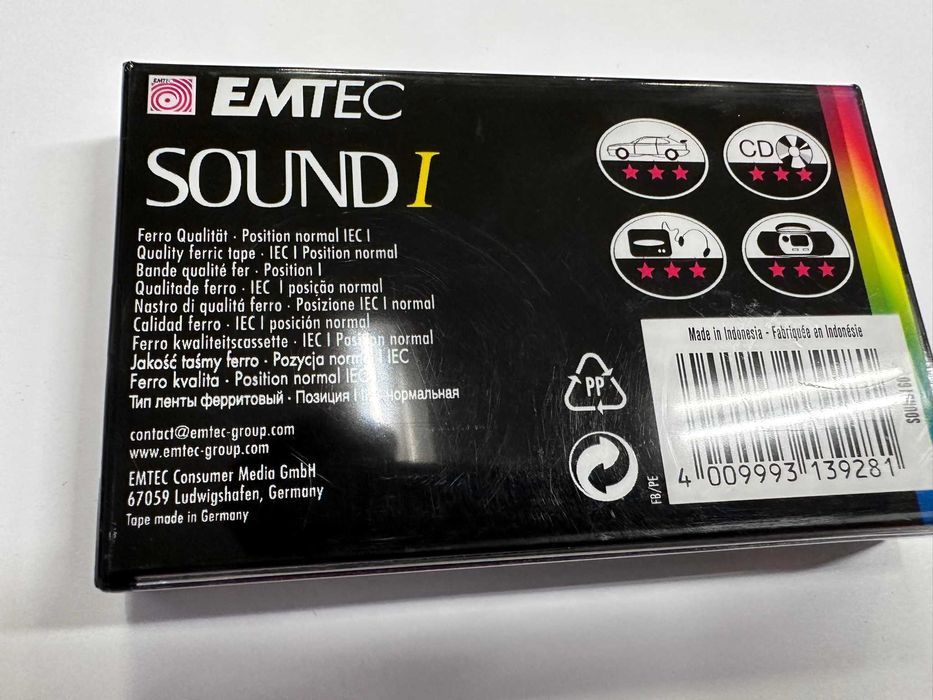 EMTEC
EMTEC
SOUND I
Ferro Qualität · Position normal IEC I
Quality ferric tape · IEC I Position normal
Bande qualité fer · Position I
Qualitade ferro · IEC I posição normal
Nastro di qualitá ferro · Posizione IEC I normal
Calidad ferro · IEC I posición normal
Ferro kwaliteitscassette · IEC I Position normal
Jakość taśmy ferro · Pozycja normal IEC
Ferro kvalita · Position normal IEC
Тип ленты ферритовый · Позиция I нормальная
contact@emtec-group.com
www.emtec-group.com
EMTEC Consumer Media GmbH
67059 Ludwigshafen, Germany
Tape made in Germany
CD
PP
FB/PE
Made in Indonesia - Fabriquée en Indonésie
4 009993 139281